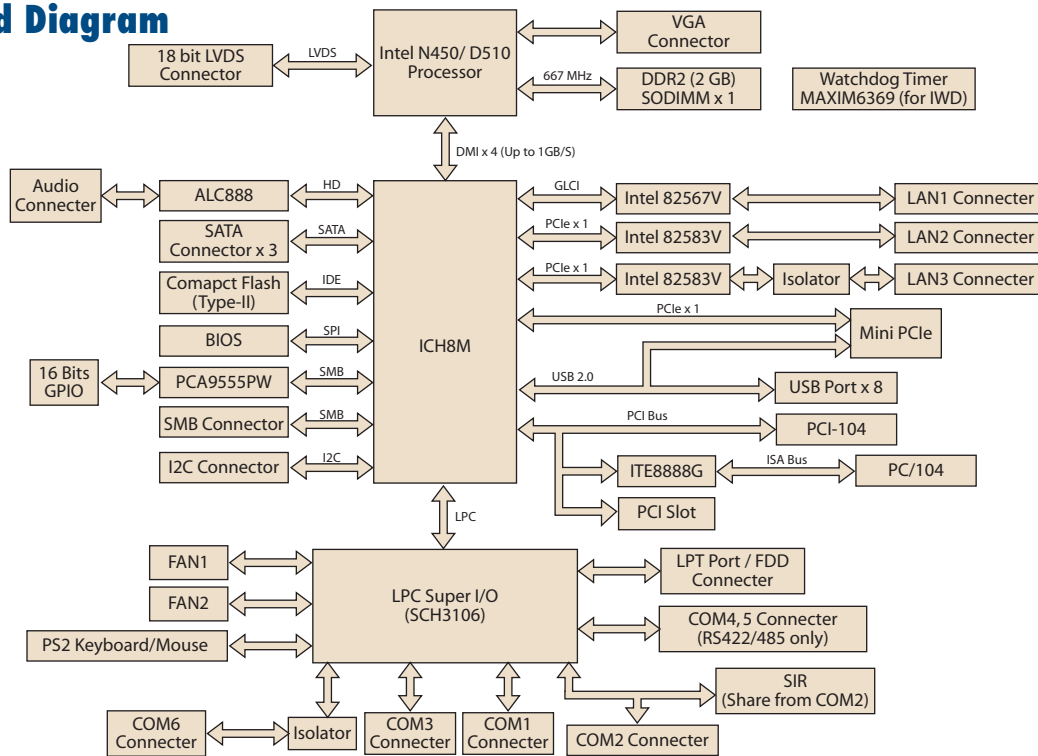 d Diagram
18 bit LVDS
Connector
LVDS
Intel N450/ D510
Processor
VGA
Connector
667 MHz
DDR2 (2 GB)
SODIMM x 1
Watchdog Timer
MAXIM6369 (for IWD)
DMI x 4 (Up to 1GB/S)
Audio
Connecter
ALC888
HD
SATA
Connector x 3
SATA
Comapct Flash
(Type-II)
IDE
BIOS
SPI
16 Bits
GPIO
PCA9555PW
SMB
SMB Connector
SMB
I2C Connector
I2C
ICH8M
GLCI
Intel 82567V
LAN1 Connecter
PCIe x 1
Intel 82583V
LAN2 Connecter
PCIe x 1
Intel 82583V
Isolator
LAN3 Connecter
PCIe x 1
Mini PCIe
USB 2.0
USB Port x 8
PCI Bus
PCI-104
ITE8888G
ISA Bus
PC/104
PCI Slot
LPC
FAN1
FAN2
PS2 Keyboard/Mouse
LPC Super I/O
(SCH3106)
LPT Port / FDD
Connecter
COM4, 5 Connecter
(RS422/485 only)
SIR
(Share from COM2)
COM6
Connecter
Isolator
COM3
Connecter
COM1
Connecter
COM2 Connecter